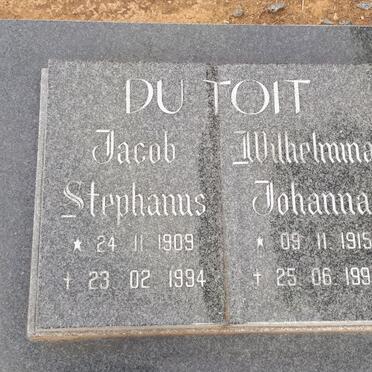 DU TOIT
Jacob
Stephanus
★ 24 11 1909
† 23 02 1994
Wilhelmina
Johanna
★ 09 11 1915
† 25 06 199